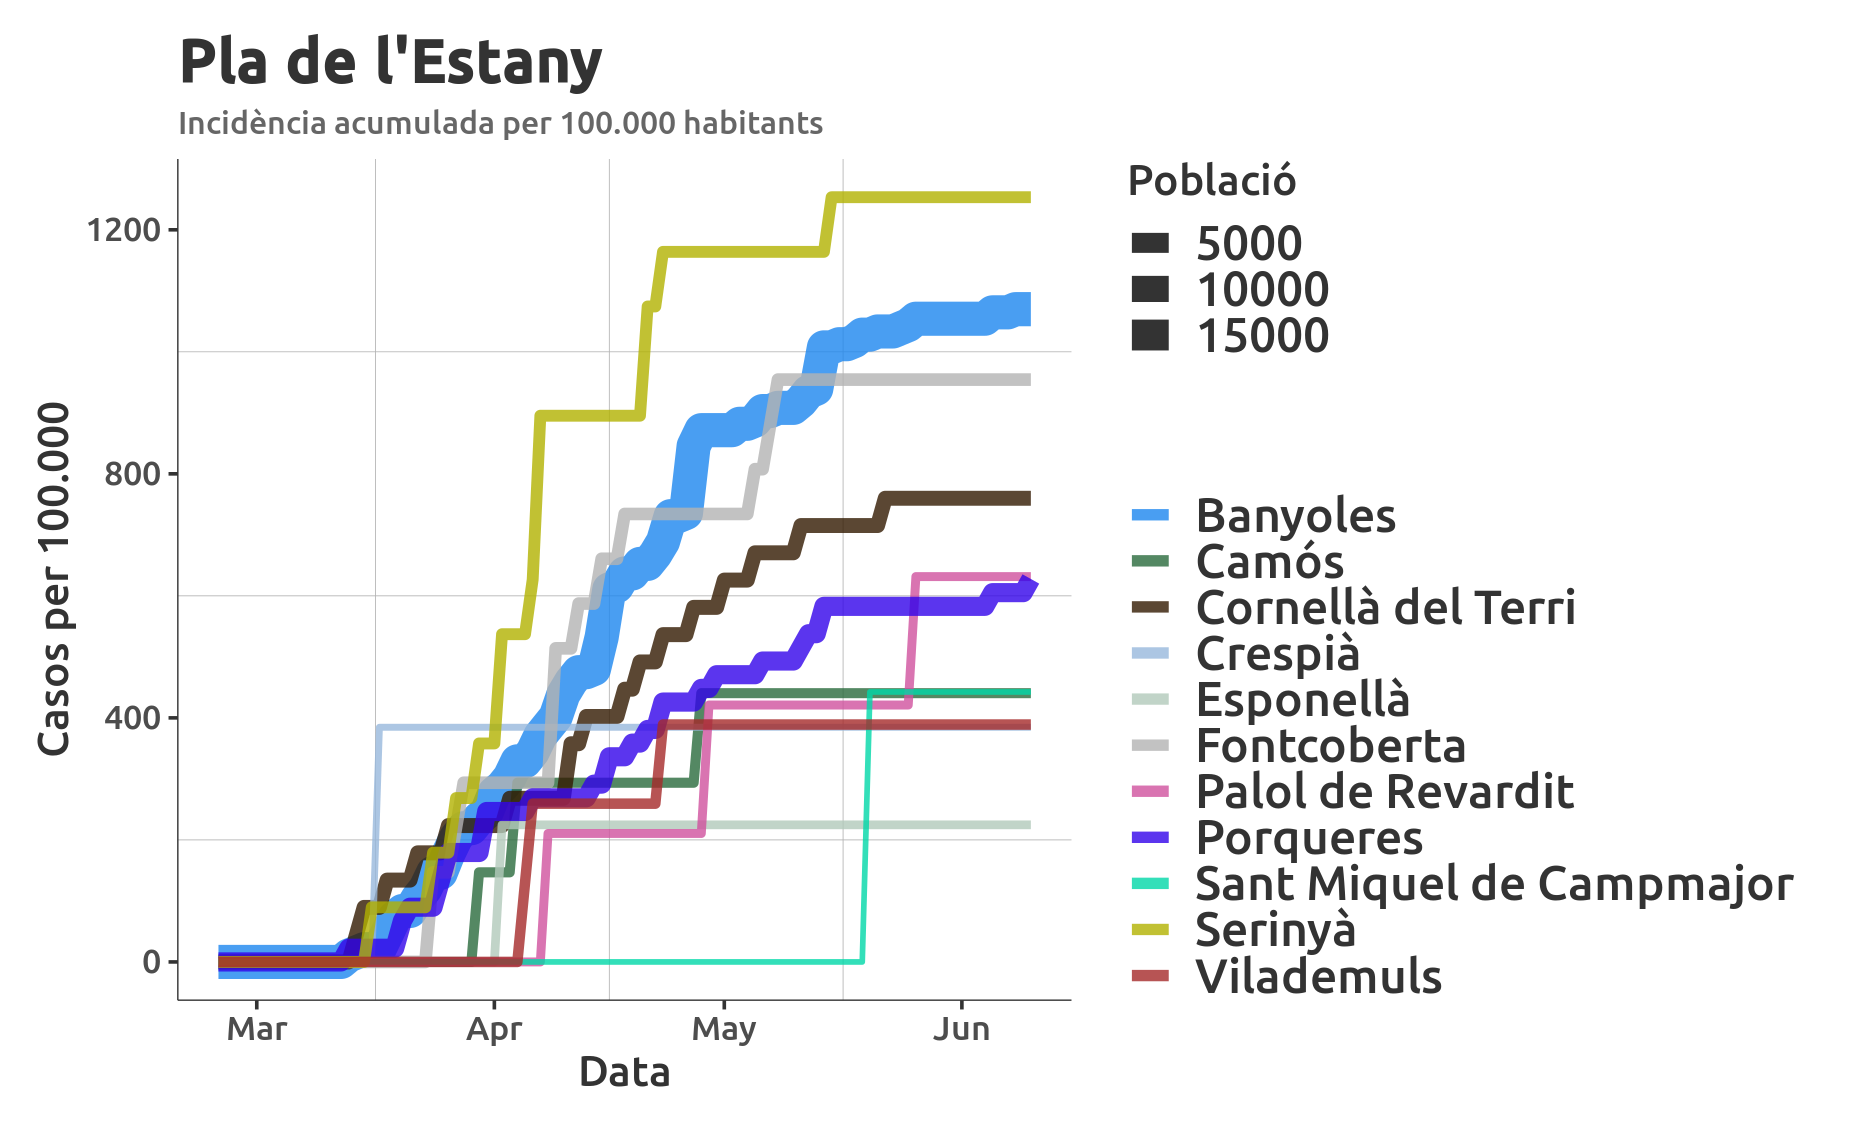 Pla de l'Estany
Incidència acumulada per 100.000 habitants
Casos per 100.000
1200
800
400
0
Mar Apr May Jun
Data
Població
5000
10000
15000
Banyoles
Camós
Cornellà del Terri
Crespià
Esponellà
Fontcoberta
Palol de Revardit
Porqueres
Sant Miquel de Campmajor
Serinyà
Vilademuls